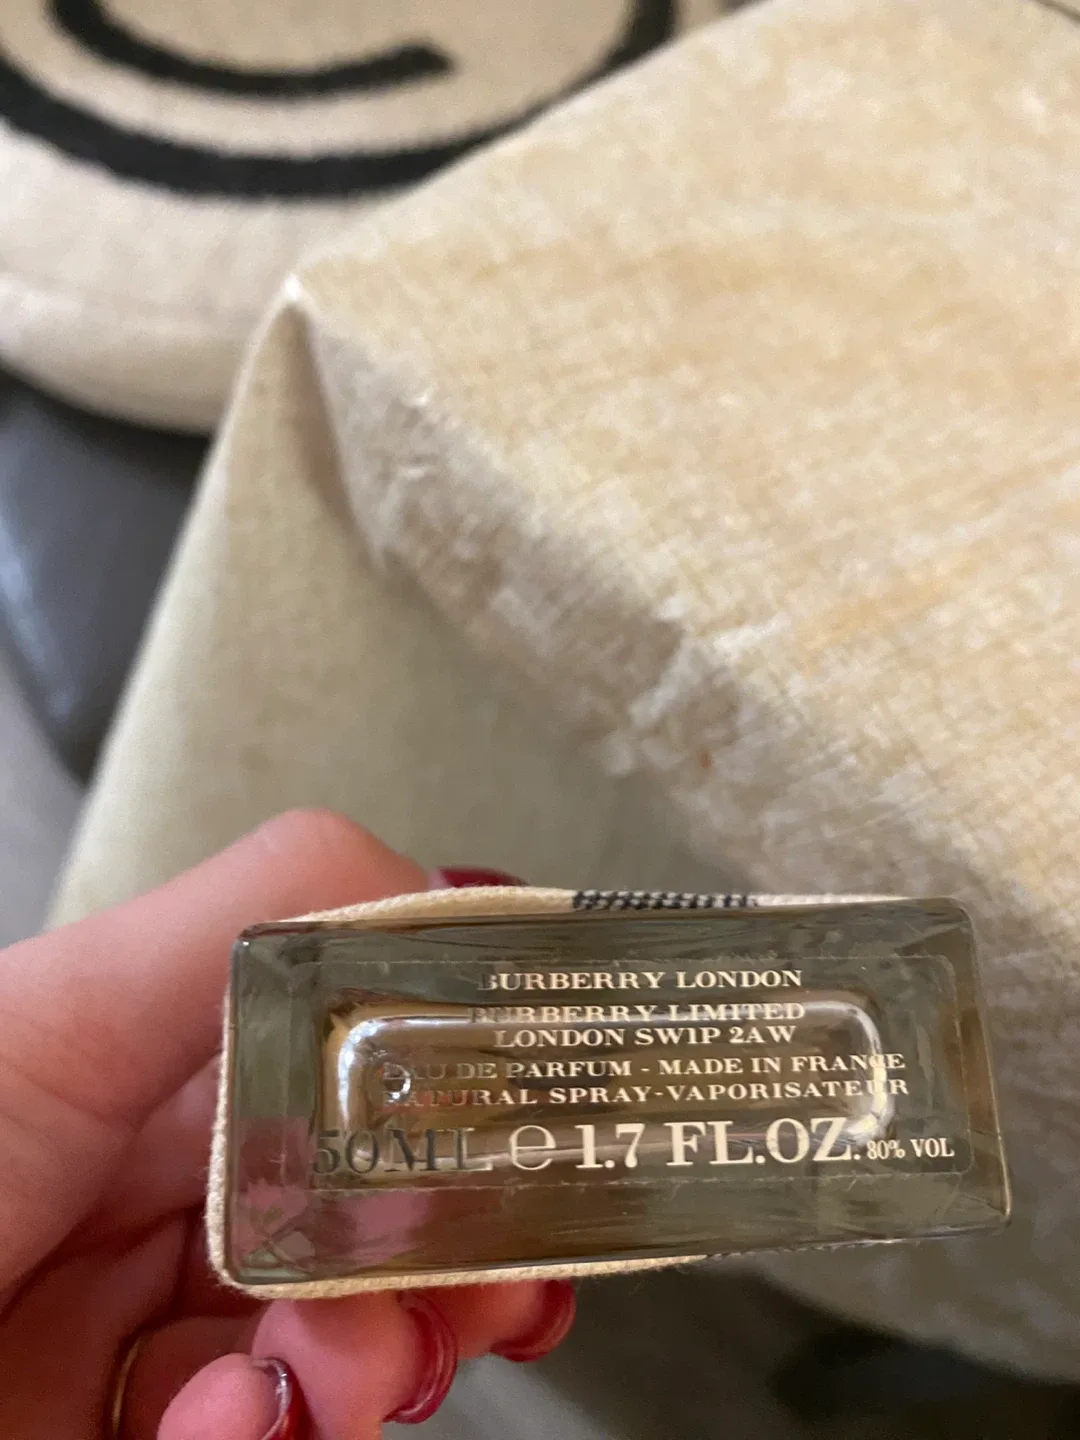 BURBERRY LONDON
BURBERRY LIMITED
LONDON SW1P 2AW
EAU DE PARFUM - MADE IN FRANCE
NATURAL SPRAY-VAPORISATEUR
50ML ℮ 1.7 FL.OZ. 80% VOL